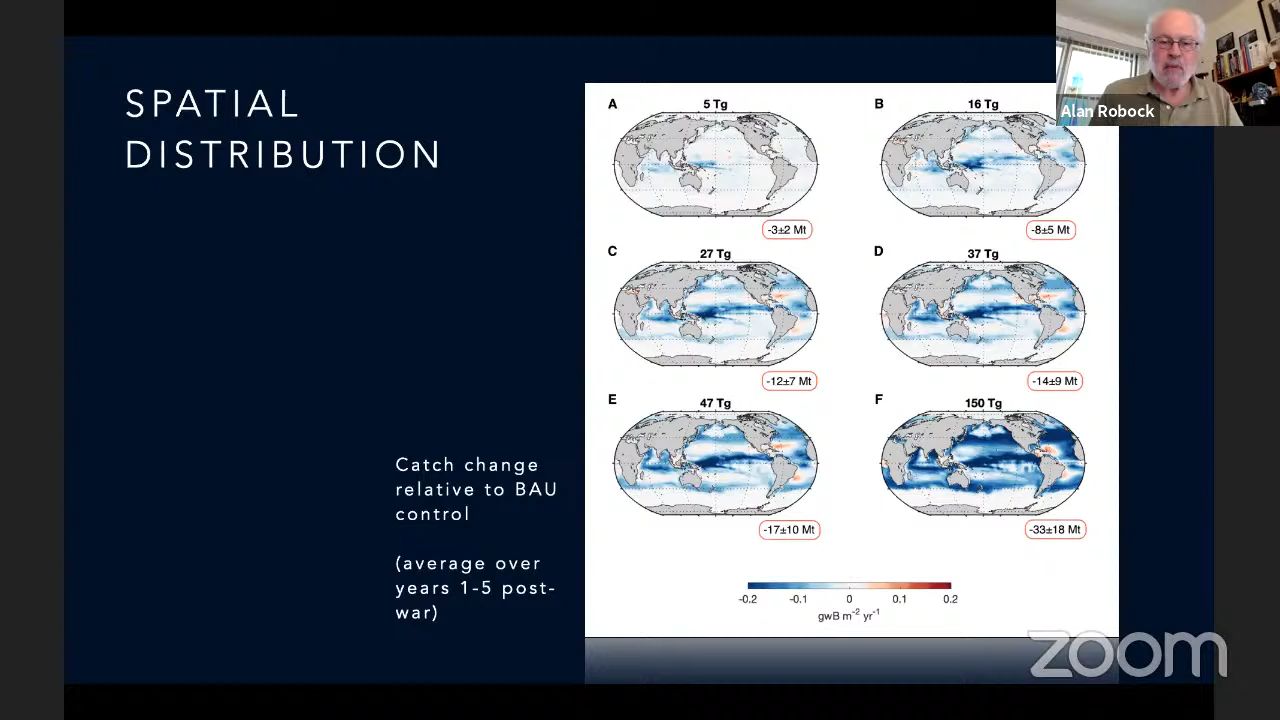 SPATIAL
DISTRIBUTION
Alan Robock
A
5 Tg
-3±2 Mt
B
16 Tg
-8±5 Mt
C
27 Tg
-12±7 Mt
D
37 Tg
-14±9 Mt
E
47 Tg
-17±10 Mt
F
150 Tg
-33±18 Mt
Catch change
relative to BAU
control
(average over
years 1-5 post-
war)
-0.2 -0.1 0 0.1 0.2
gwB m⁻² yr⁻¹
zoom